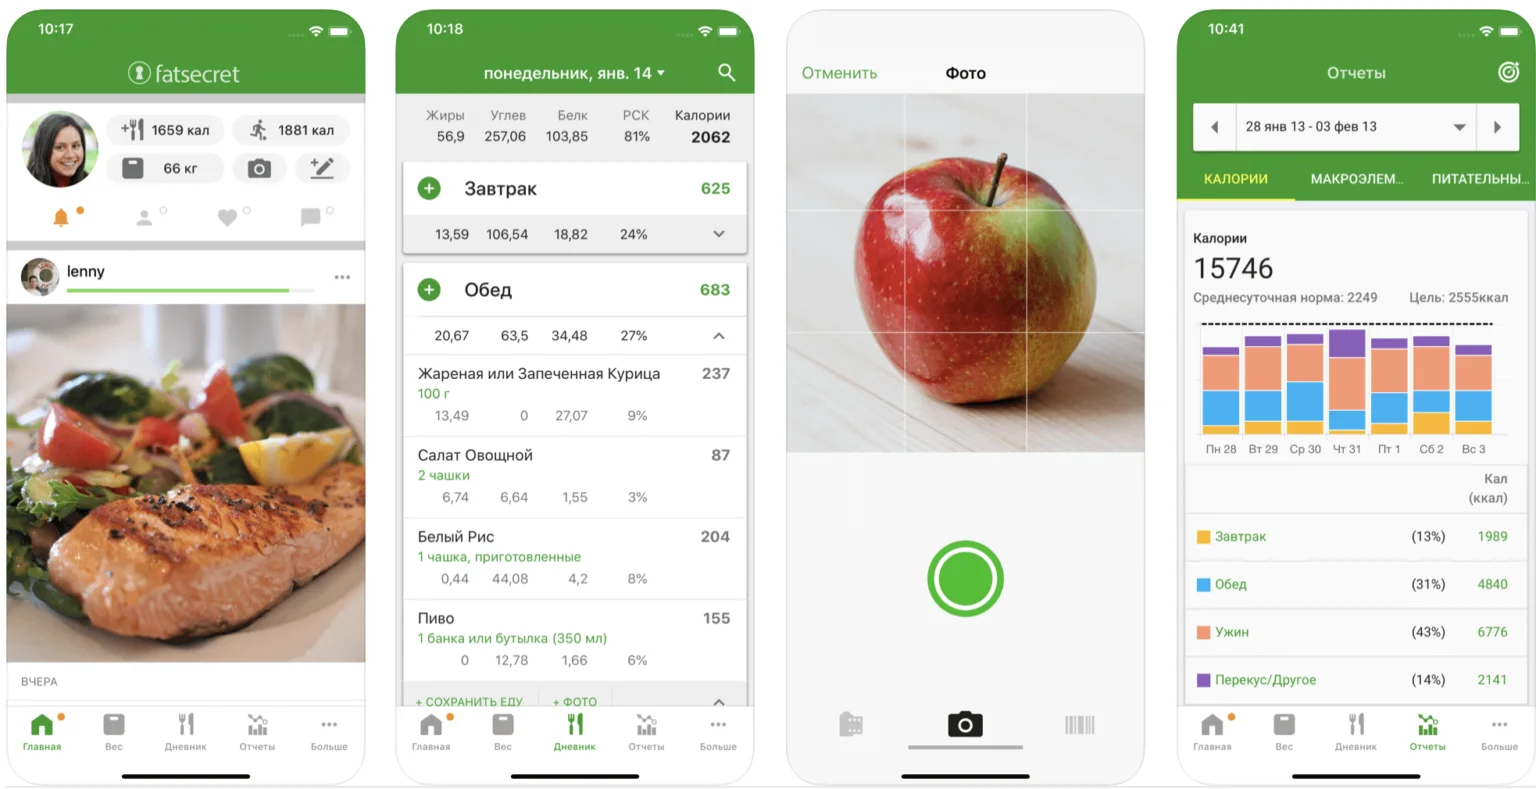 10:17
fatsecret
1659 кал
1881 кал
66 кг
lenny
ВЧЕРА
Главная Вес Дневник Отчеты Больше
10:18
понедельник, янв. 14
Жиры Углев Белк РСК Калории
56,9 257,06 103,85 81% 2062
Завтрак 625
13,59 106,54 18,82 24%
Обед 683
20,67 63,5 34,48 27%
Жареная или Запеченная Курица 237
100 г
13,49 0 27,07 9%
Салат Овощной 87
2 чашки
6,74 6,64 1,55 3%
Белый Рис 204
1 чашка, приготовленные
0,44 44,08 4,2 8%
Пиво 155
1 банка или бутылка (350 мл)
0 12,78 1,66 6%
+ СОХРАНИТЬ ЕДУ + ФОТО
Главная Вес Дневник Отчеты Больше
Отменить Фото
10:41
Отчеты
28 янв 13 - 03 фев 13
КАЛОРИИ МАКРОЭЛЕМ... ПИТАТЕЛЬНЫ...
Калории
15746
Среднесуточная норма: 2249 Цель: 2555ккал
Пн 28 Вт 29 Ср 30 Чт 31 Пт 1 Сб 2 Вс 3
Кал
(ккал)
Завтрак (13%) 1989
Обед (31%) 4840
Ужин (43%) 6776
Перекус/Другое (14%) 2141
Главная Вес Дневник Отчеты Больше